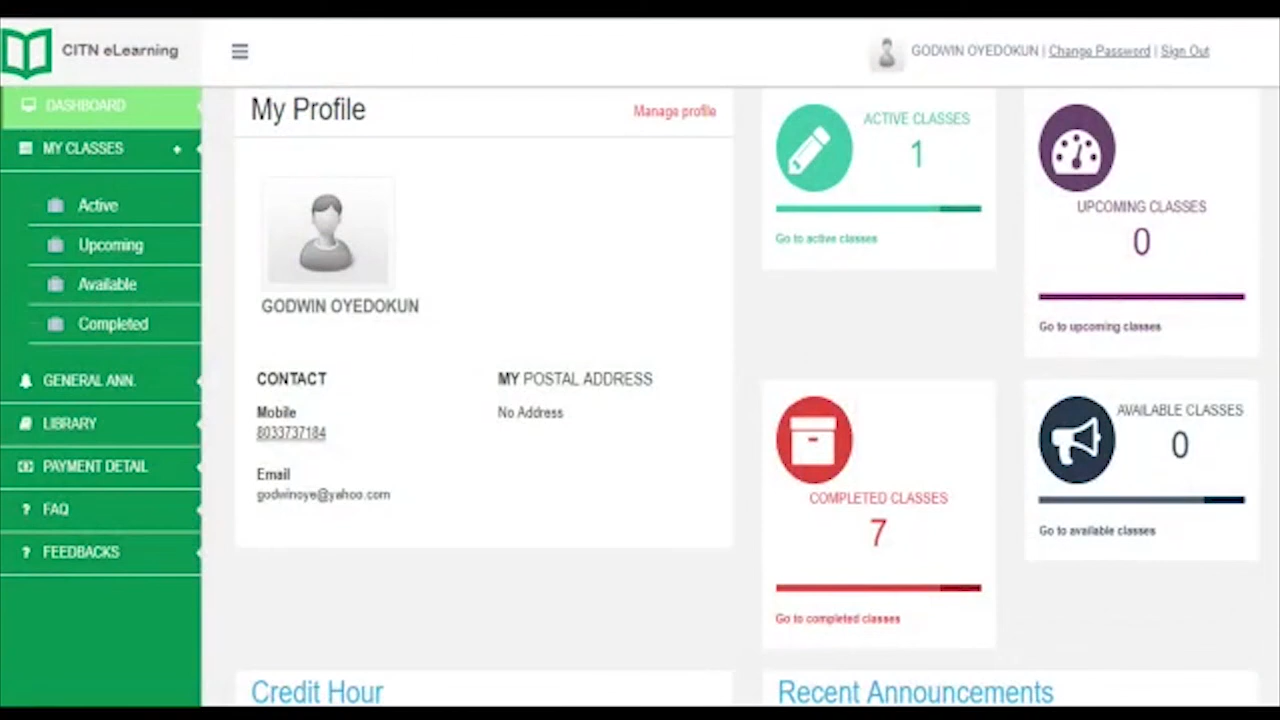 CITN eLearning
GODWIN OYEDOKUN | Change Password | Sign Out
DASHBOARD
MY CLASSES
Active
Upcoming
Available
Completed
GENERAL ANN.
LIBRARY
PAYMENT DETAIL
? FAQ
? FEEDBACKS
My Profile
Manage profile
GODWIN OYEDOKUN
CONTACT
Mobile
8033737184
Email
godwinoye@yahoo.com
MY POSTAL ADDRESS
No Address
ACTIVE CLASSES
1
Go to active classes
UPCOMING CLASSES
0
Go to upcoming classes
COMPLETED CLASSES
7
Go to completed classes
AVAILABLE CLASSES
0
Go to available classes
Credit Hour
Recent Announcements